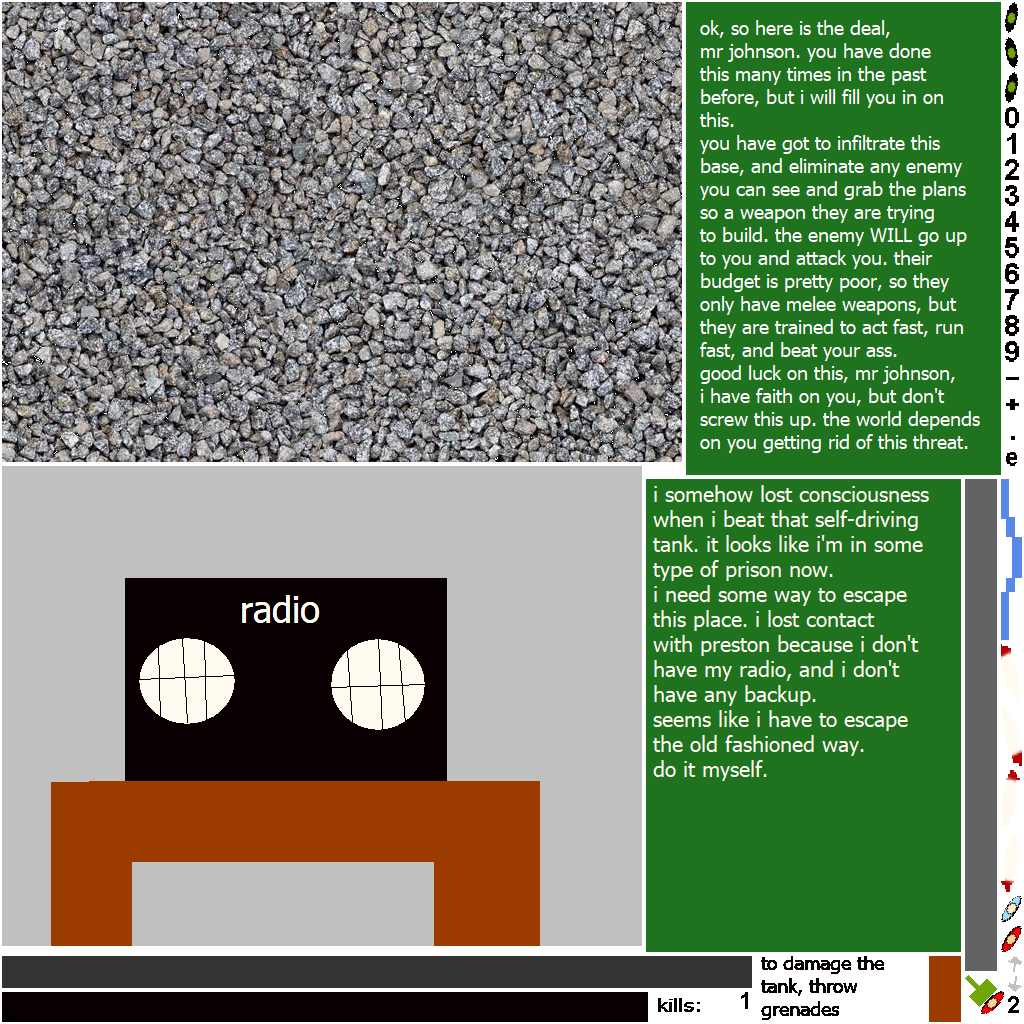 ok, so here is the deal,
mr johnson. you have done
this many times in the past
before, but i will fill you in on
this.
you have got to infiltrate this
base, and eliminate any enemy
you can see and grab the plans
so a weapon they are trying
to build. the enemy WILL go up
to you and attack you. their
budget is pretty poor, so they
only have melee weapons, but
they are trained to act fast, run
fast, and beat your ass.
good luck on this, mr johnson,
i have faith on you, but don't
screw this up. the world depends
on you getting rid of this threat.
0
1
2
3
4
5
6
7
8
9
-
+
.
e
radio
i somehow lost consciousness
when i beat that self-driving
tank. it looks like i'm in some
type of prison now.
i need some way to escape
this place. i lost contact
with preston because i don't
have my radio, and i don't
have any backup.
seems like i have to escape
the old fashioned way.
do it myself.
kills: 1
to damage the
tank, throw
grenades
2